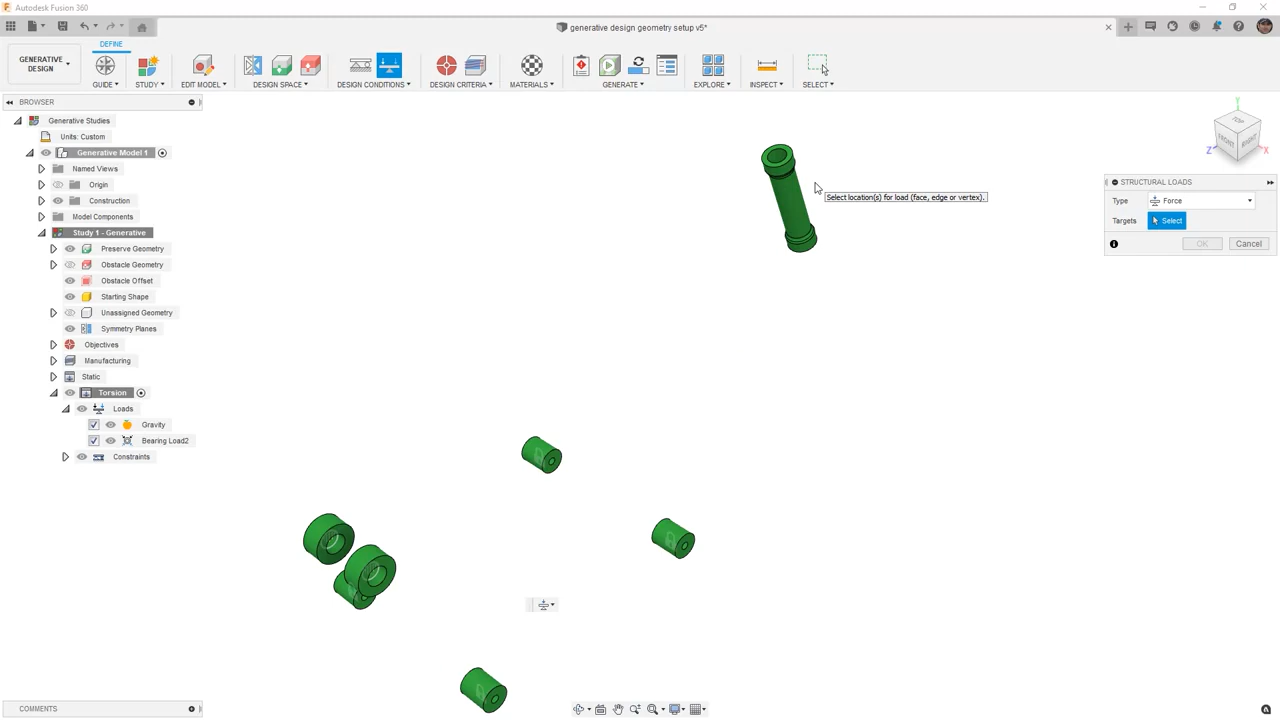 Autodesk Fusion 360
generative design geometry setup v5*
GENERATIVE DESIGN
DEFINE
GUIDE
STUDY
EDIT MODEL
DESIGN SPACE
DESIGN CONDITIONS
DESIGN CRITERIA
MATERIALS
GENERATE
EXPLORE
INSPECT
SELECT
BROWSER
Generative Studies
Units: Custom
Generative Model 1
Named Views
Origin
Construction
Model Components
Study 1 - Generative
Preserve Geometry
Obstacle Geometry
Obstacle Offset
Starting Shape
Unassigned Geometry
Symmetry Planes
Objectives
Manufacturing
Static
Torsion
Loads
Gravity
Bearing Load2
Constraints
Select location(s) for load (face, edge or vertex).
Y
TOP
FRONT
RIGHT
Z
X
STRUCTURAL LOADS
Type Force
Targets Select
OK Cancel
COMMENTS